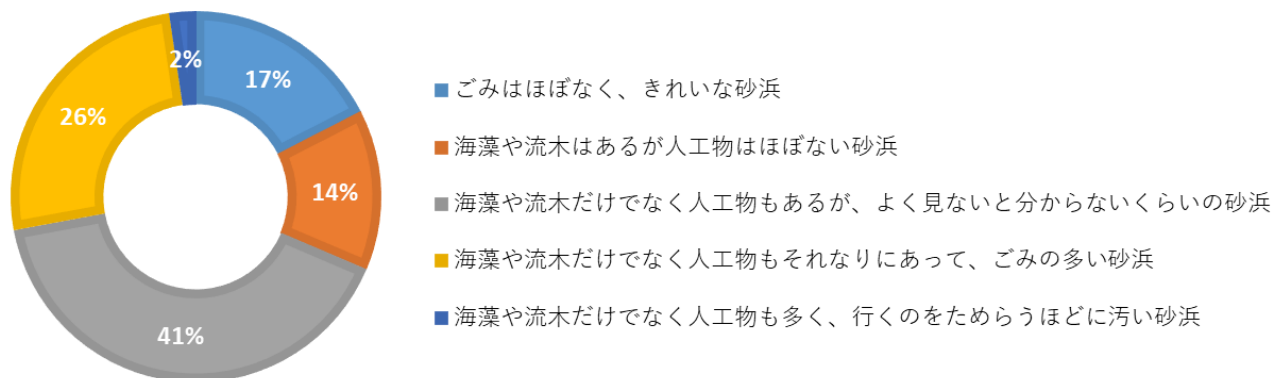 2%
17%
26%
14%
41%
ごみはほぼなく、きれいな砂浜
海藻や流木はあるが人工物はほぼない砂浜
海藻や流木だけでなく人工物もあるが、よく見ないと分からないくらいの砂浜
海藻や流木だけでなく人工物もそれなりにあって、ごみの多い砂浜
海藻や流木だけでなく人工物も多く、行くのをためらうほどに汚い砂浜